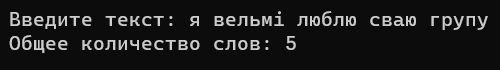 Введите текст: я вельмі люблю сваю групу
Общее количество слов: 5